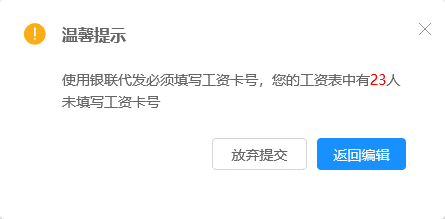 温馨提示
使用银联代发必须填写工资卡号，您的工资表中有23人
未填写工资卡号
放弃提交 返回编辑